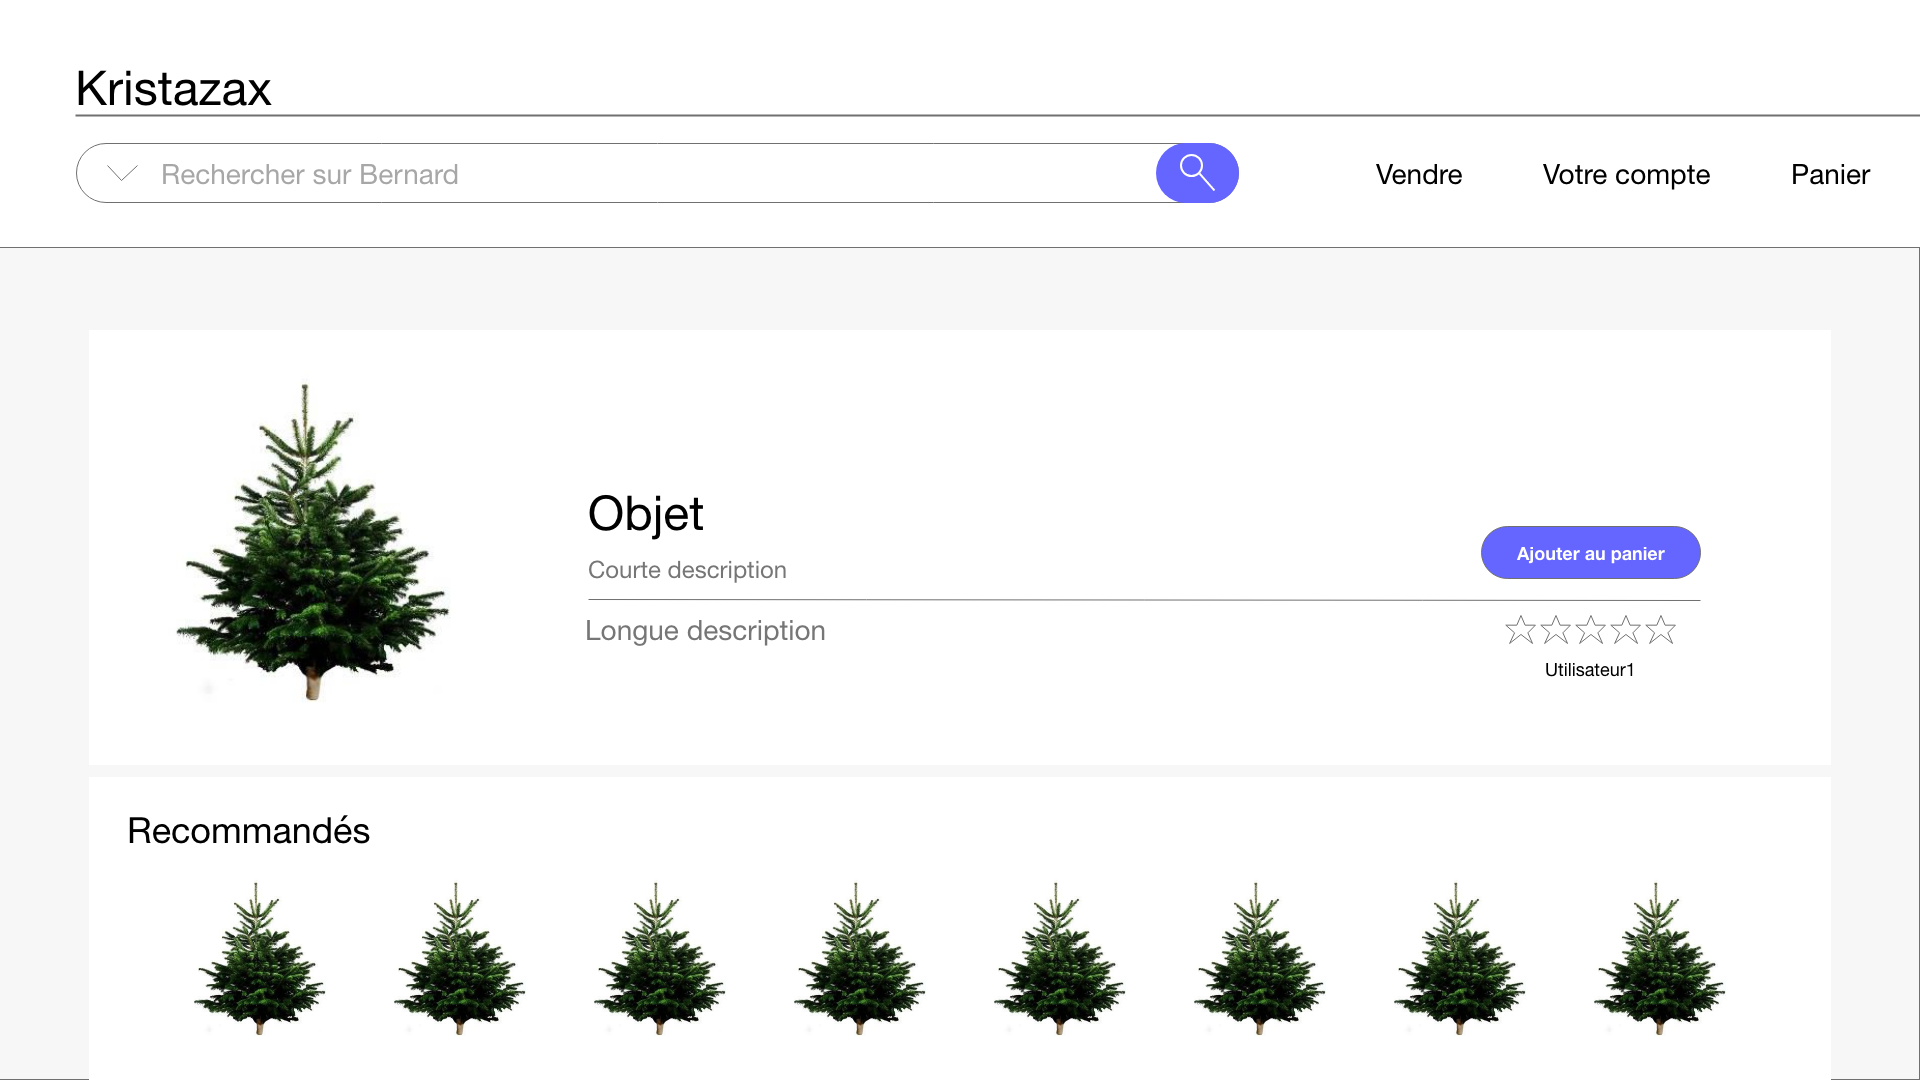 Kristazax
Rechercher sur Bernard
Vendre
Votre compte
Panier
Objet
Courte description
Ajouter au panier
Longue description
Utilisateur1
Recommandés